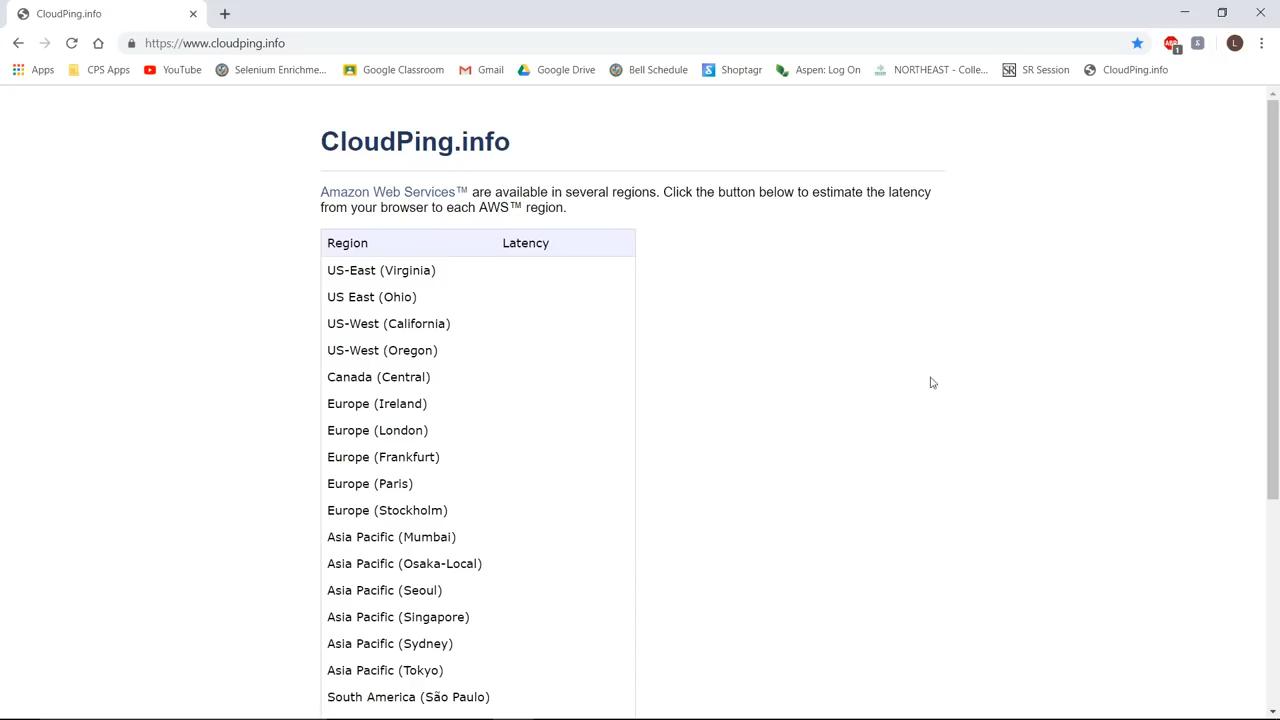 CloudPing.info
https://www.cloudping.info
ABP
1
S
L
Apps
CPS Apps
YouTube
Selenium Enrichme...
Google Classroom
Gmail
Google Drive
Bell Schedule
S Shoptagr
Aspen: Log On
NORTHEAST - Colle...
SR SR Session
CloudPing.info
CloudPing.info
Amazon Web Services™ are available in several regions. Click the button below to estimate the latency
from your browser to each AWS™ region.
Region Latency
US-East (Virginia)
US East (Ohio)
US-West (California)
US-West (Oregon)
Canada (Central)
Europe (Ireland)
Europe (London)
Europe (Frankfurt)
Europe (Paris)
Europe (Stockholm)
Asia Pacific (Mumbai)
Asia Pacific (Osaka-Local)
Asia Pacific (Seoul)
Asia Pacific (Singapore)
Asia Pacific (Sydney)
Asia Pacific (Tokyo)
South America (São Paulo)